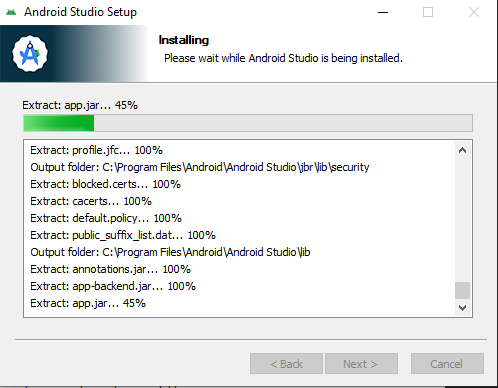 Android Studio Setup
Installing
Please wait while Android Studio is being installed.
Extract: app.jar... 45%
Extract: profile.jfc... 100%
Output folder: C:\Program Files\Android\Android Studio\jbr\lib\security
Extract: blocked.certs... 100%
Extract: cacerts... 100%
Extract: default.policy... 100%
Extract: public_suffix_list.dat... 100%
Output folder: C:\Program Files\Android\Android Studio\lib
Extract: annotations.jar... 100%
Extract: app-backend.jar... 100%
Extract: app.jar... 45%
< Back Next > Cancel